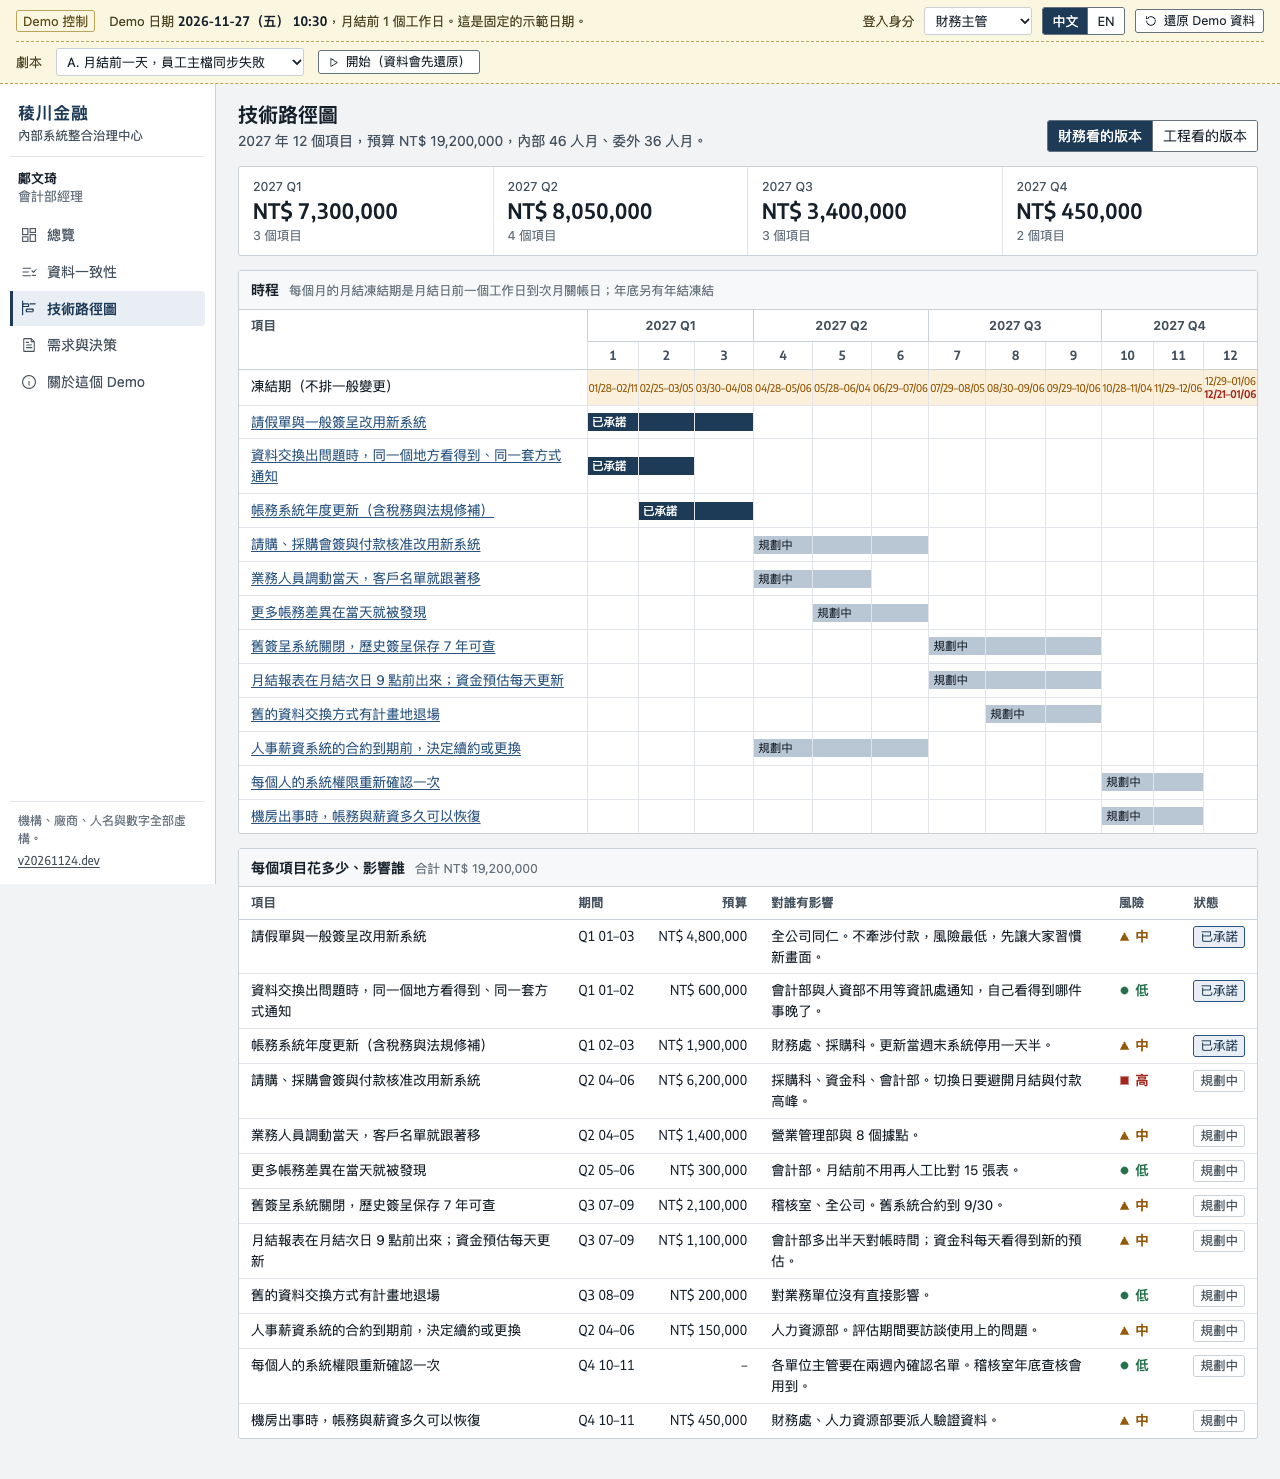 Demo 控制 Demo 日期 2026-11-27（五） 10:30，月結前 1 個工作日。這是固定的示範日期。 登入身分 財務主管 中文 EN 還原 Demo 資料
劇本 A. 月結前一天，員工主檔同步失敗 開始（資料會先還原）
稜川金融
內部系統整合治理中心
鄭文琦
會計部經理
總覽
資料一致性
技術路徑圖
需求與決策
關於這個 Demo
機構、廠商、人名與數字全部虛
構。
v20261124.dev
技術路徑圖
2027 年 12 個項目，預算 NT$ 19,200,000，內部 46 人月、委外 36 人月。
財務看的版本 工程看的版本
2027 Q1 2027 Q2 2027 Q3 2027 Q4
NT$ 7,300,000 NT$ 8,050,000 NT$ 3,400,000 NT$ 450,000
3 個項目 4 個項目 3 個項目 2 個項目
時程 每個月的月結凍結期是月結日前一個工作日到次月關帳日；年底另有年結凍結
項目 2027 Q1 2027 Q2 2027 Q3 2027 Q4
1 2 3 4 5 6 7 8 9 10 11 12
凍結期（不排一般變更） 01/28–02/11 02/25–03/05 03/30–04/08 04/28–05/06 05/28–06/04 06/29–07/06 07/29–08/05 08/30–09/06 09/29–10/06 10/28–11/04 11/29–12/06 12/29–01/06
12/21–01/06
請假單與一般簽呈改用新系統 已承諾
資料交換出問題時，同一個地方看得到、同一套方式
通知 已承諾
帳務系統年度更新（含稅務與法規修補） 已承諾
請購、採購會簽與付款核准改用新系統 規劃中
業務人員調動當天，客戶名單就跟著移 規劃中
更多帳務差異在當天就被發現 規劃中
舊簽呈系統關閉，歷史簽呈保存 7 年可查 規劃中
月結報表在月結次日 9 點前出來；資金預估每天更新 規劃中
舊的資料交換方式有計畫地退場 規劃中
人事薪資系統的合約到期前，決定續約或更換 規劃中
每個人的系統權限重新確認一次 規劃中
機房出事時，帳務與薪資多久可以恢復 規劃中
每個項目花多少、影響誰 合計 NT$ 19,200,000
項目 期間 預算 對誰有影響 風險 狀態
請假單與一般簽呈改用新系統 Q1 01–03 NT$ 4,800,000 全公司同仁。不牽涉付款，風險最低，先讓大家習慣 ▲ 中 已承諾
新畫面。
資料交換出問題時，同一個地方看得到、同一套方 Q1 01–02 NT$ 600,000 會計部與人資部不用等資訊處通知，自己看得到哪件 ● 低 已承諾
式通知 事晚了。
帳務系統年度更新（含稅務與法規修補） Q1 02–03 NT$ 1,900,000 財務處、採購科。更新當週末系統停用一天半。 ▲ 中 已承諾
請購、採購會簽與付款核准改用新系統 Q2 04–06 NT$ 6,200,000 採購科、資金科、會計部。切換日要避開月結與付款 ■ 高 規劃中
高峰。
業務人員調動當天，客戶名單就跟著移 Q2 04–05 NT$ 1,400,000 營業管理部與 8 個據點。 ▲ 中 規劃中
更多帳務差異在當天就被發現 Q2 05–06 NT$ 300,000 會計部。月結前不用再人工比對 15 張表。 ● 低 規劃中
舊簽呈系統關閉，歷史簽呈保存 7 年可查 Q3 07–09 NT$ 2,100,000 稽核室、全公司。舊系統合約到 9/30。 ▲ 中 規劃中
月結報表在月結次日 9 點前出來；資金預估每天更 Q3 07–09 NT$ 1,100,000 會計部多出半天對帳時間；資金科每天看得到新的預 ▲ 中 規劃中
新 估。
舊的資料交換方式有計畫地退場 Q3 08–09 NT$ 200,000 對業務單位沒有直接影響。 ● 低 規劃中
人事薪資系統的合約到期前，決定續約或更換 Q2 04–06 NT$ 150,000 人力資源部。評估期間要訪談使用上的問題。 ▲ 中 規劃中
每個人的系統權限重新確認一次 Q4 10–11 – 各單位主管要在兩週內確認名單。稽核室年底查核會 ● 低 規劃中
用到。
機房出事時，帳務與薪資多久可以恢復 Q4 10–11 NT$ 450,000 財務處、人力資源部要派人驗證資料。 ▲ 中 規劃中